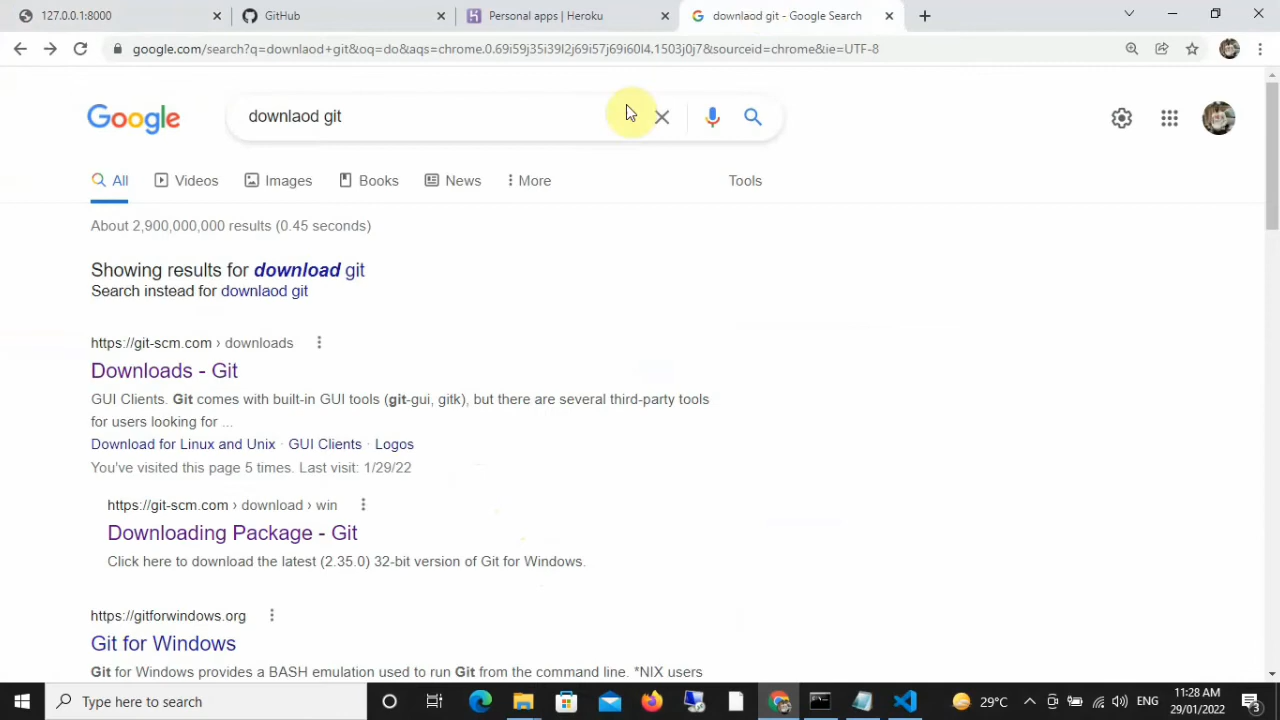 127.0.0.1:8000
GitHub
Personal apps | Heroku
downlaod git - Google Search
google.com/search?q=downlaod+git&oq=do&aqs=chrome.0.69i59j35i39l2j69i57j69i60l4.1503j0j7&sourceid=chrome&ie=UTF-8
Google
downlaod git
All
Videos
Images
Books
News
More
Tools
About 2,900,000,000 results (0.45 seconds)
Showing results for download git
Search instead for downlaod git
https://git-scm.com › downloads
Downloads - Git
GUI Clients. Git comes with built-in GUI tools (git-gui, gitk), but there are several third-party tools
for users looking for ...
Download for Linux and Unix · GUI Clients · Logos
You've visited this page 5 times. Last visit: 1/29/22
https://git-scm.com › download › win
Downloading Package - Git
Click here to download the latest (2.35.0) 32-bit version of Git for Windows.
https://gitforwindows.org
Git for Windows
Git for Windows provides a BASH emulation used to run Git from the command line. *NIX users
Type here to search
29°C
ENG
11:28 AM
29/01/2022
3